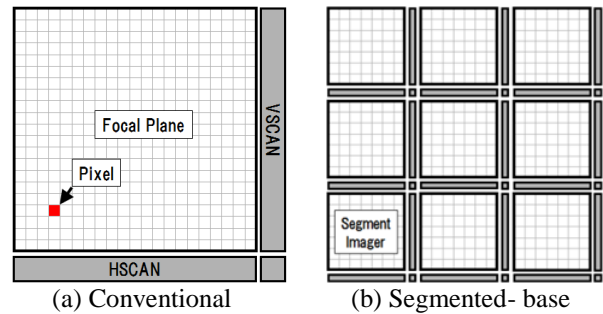 Focal Plane
Pixel
VSCAN
HSCAN
Segment
Imager
(a) Conventional
(b) Segmented- base